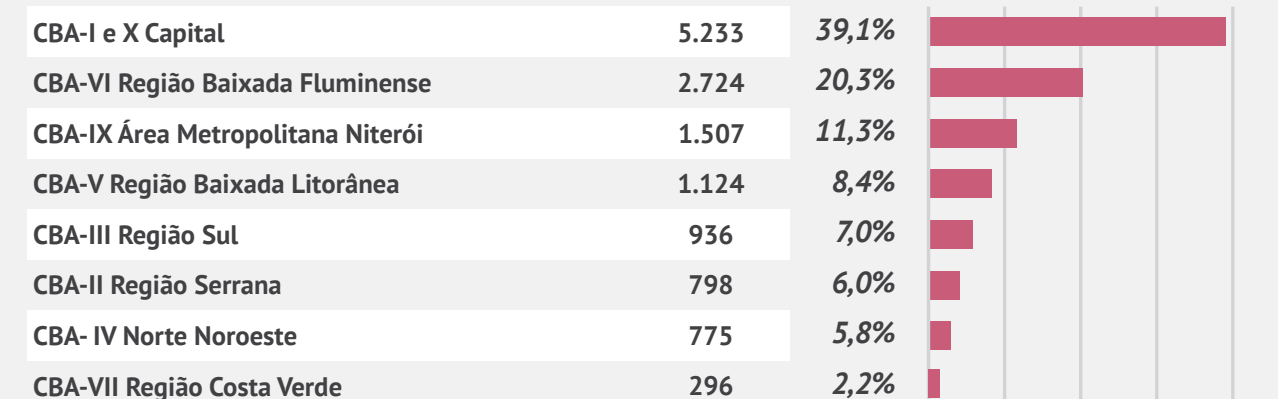 CBA-I e X Capital 5.233 39,1%
CBA-VI Região Baixada Fluminense 2.724 20,3%
CBA-IX Área Metropolitana Niterói 1.507 11,3%
CBA-V Região Baixada Litorânea 1.124 8,4%
CBA-III Região Sul 936 7,0%
CBA-II Região Serrana 798 6,0%
CBA- IV Norte Noroeste 775 5,8%
CBA-VII Região Costa Verde 296 2,2%